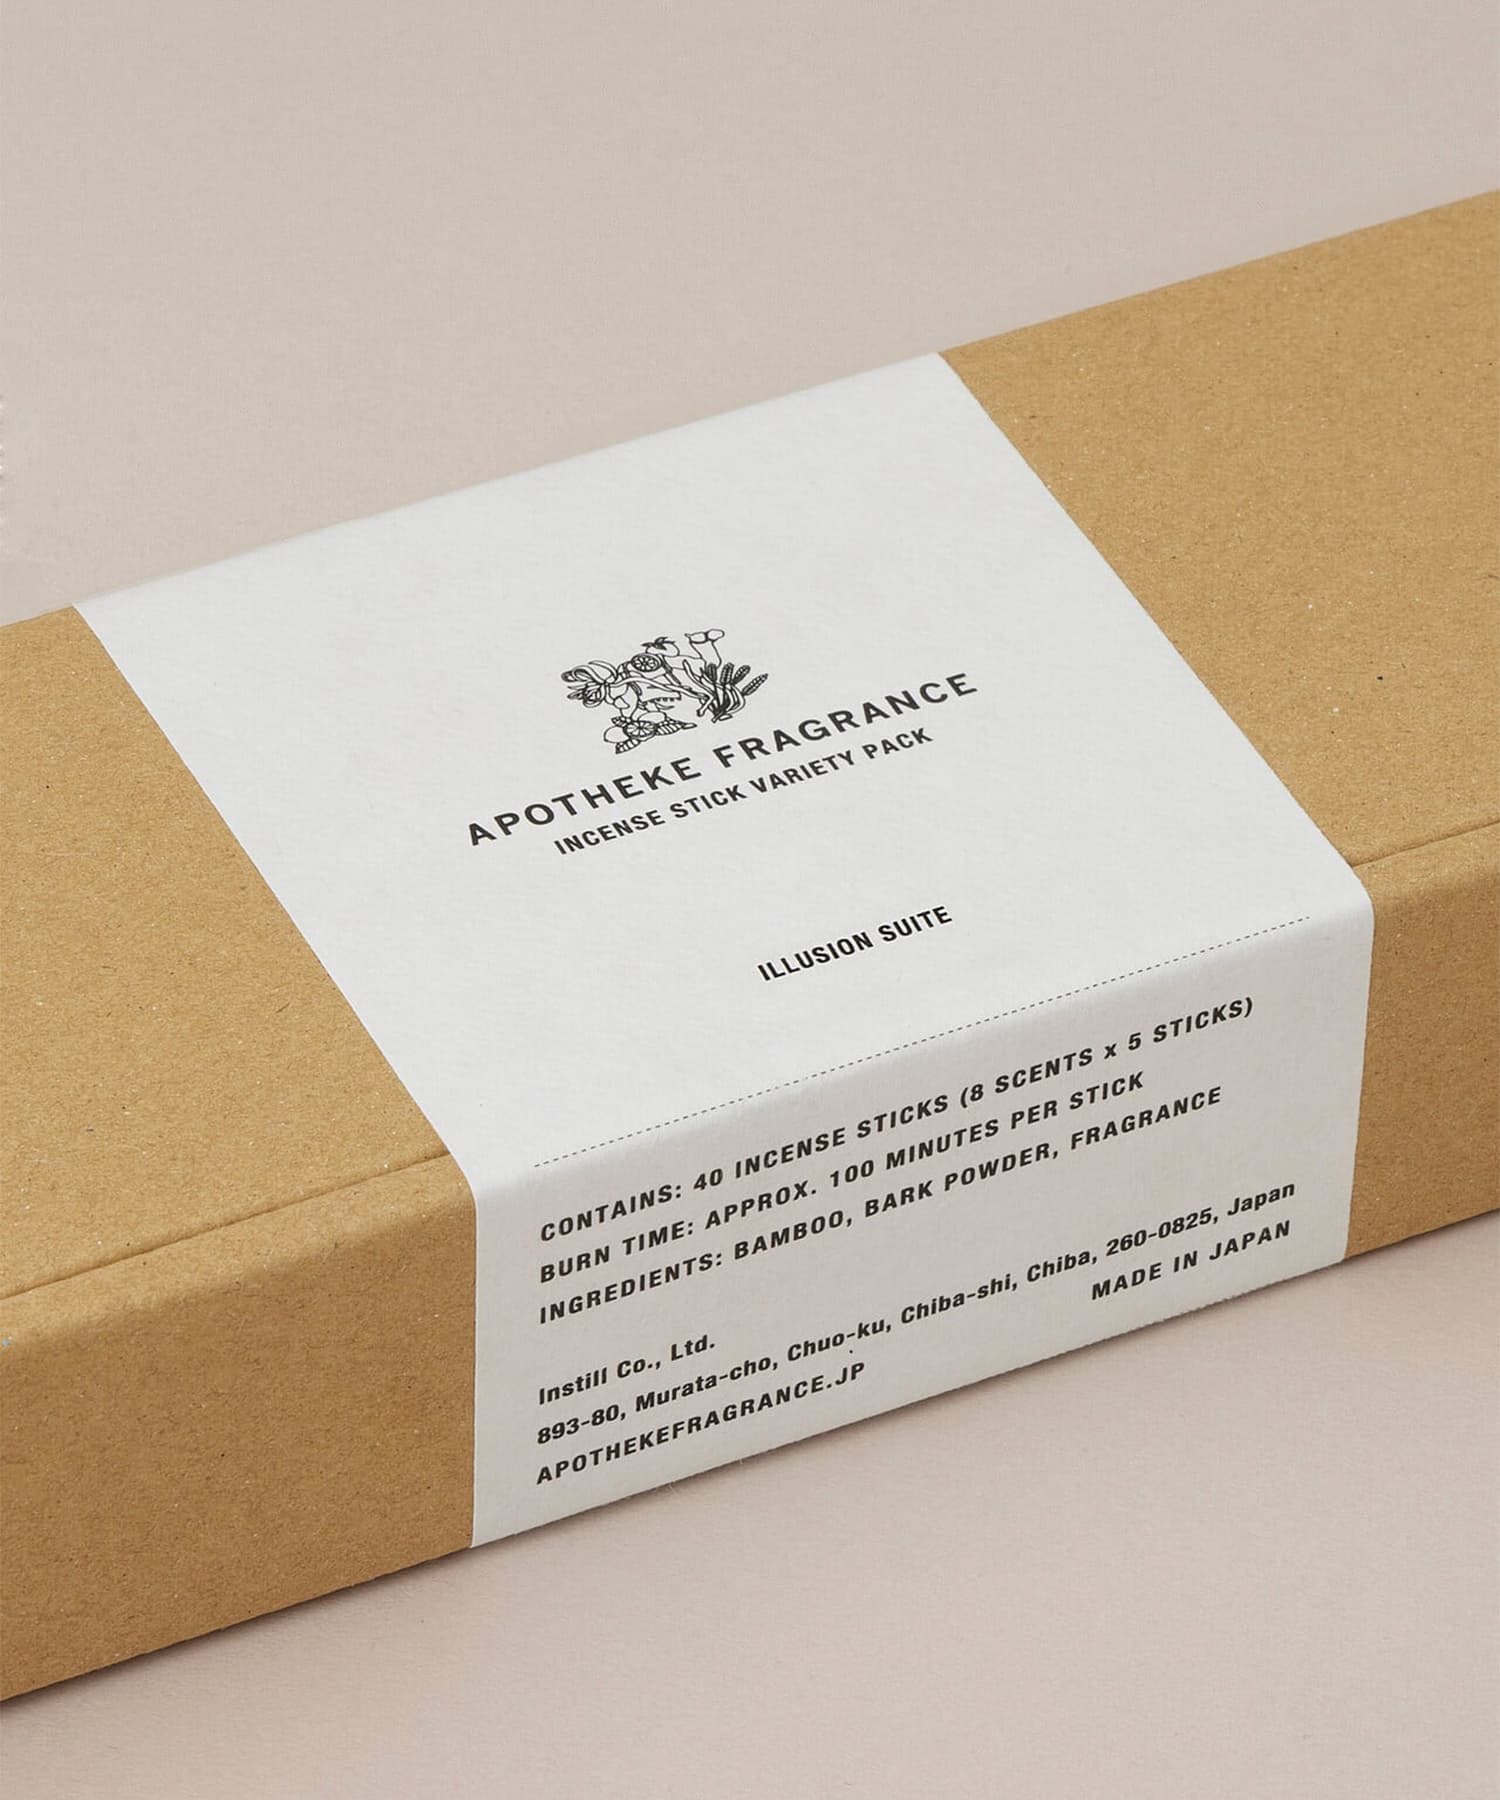 APOTHEKE FRAGRANCE
INCENSE STICK VARIETY PACK
ILLUSION SUITE
CONTAINS: 40 INCENSE STICKS (8 SCENTS x 5 STICKS)
BURN TIME: APPROX. 100 MINUTES PER STICK
INGREDIENTS: BAMBOO, BARK POWDER, FRAGRANCE
Instill Co., Ltd.
893-80, Murata-cho, Chuo-ku, Chiba-shi, Chiba, 260-0825, Japan
APOTHEKEFRAGRANCE.JP
MADE IN JAPAN